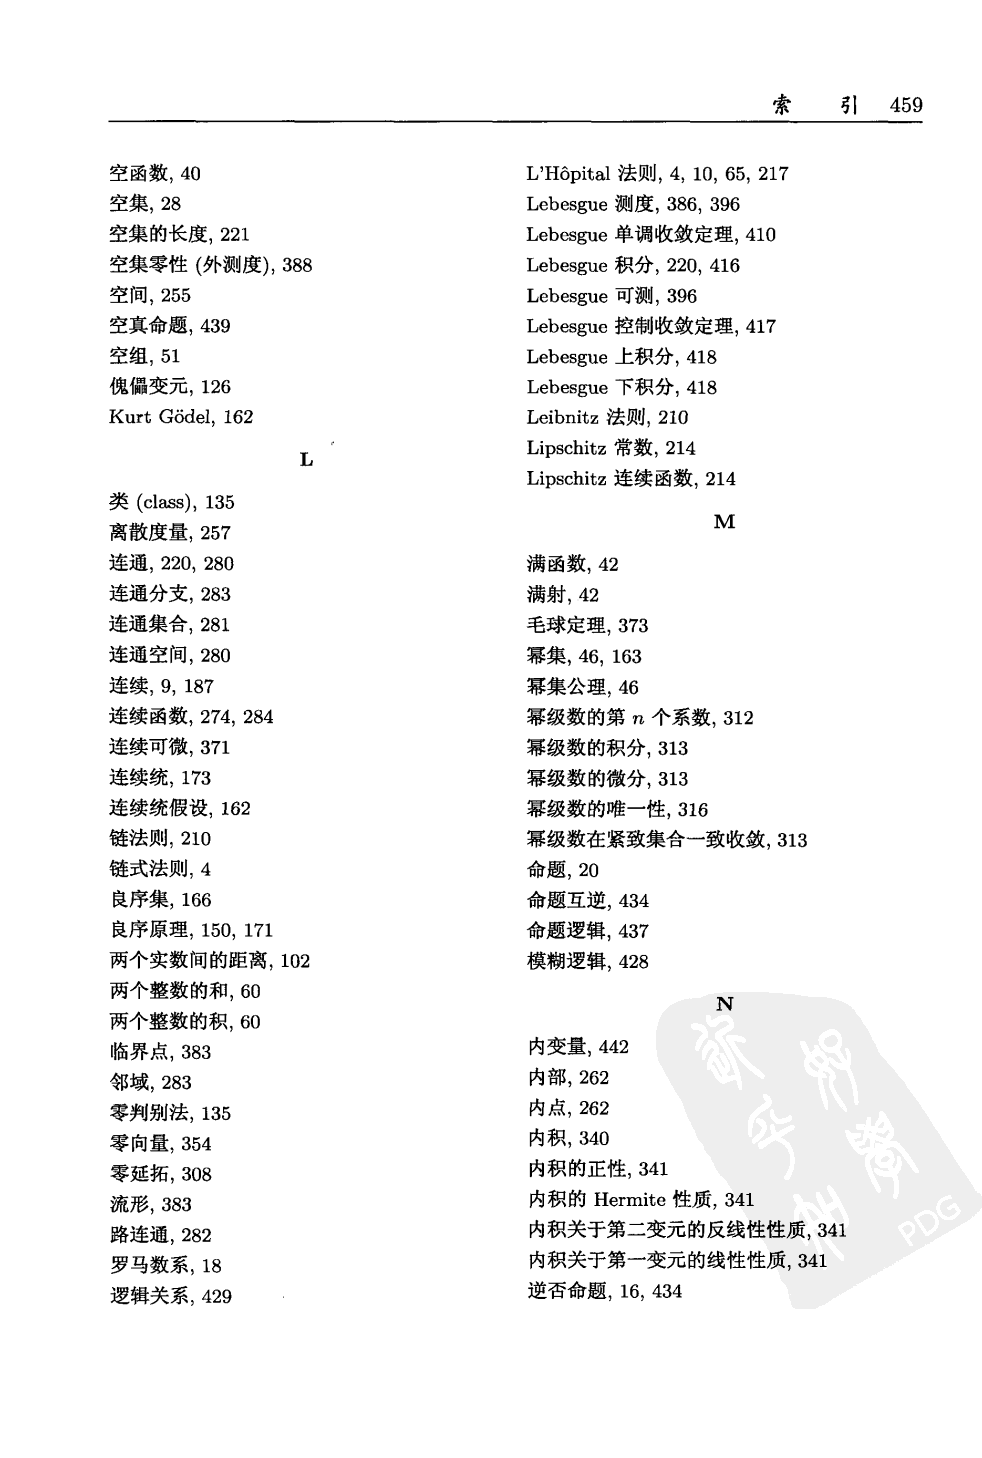 索 引 459
空函数, 40
空集, 28
空集的长度, 221
空集零性 (外测度), 388
空间, 255
空真命题, 439
空组, 51
傀儡变元, 126
Kurt Gödel, 162
L
类 (class), 135
离散度量, 257
连通, 220, 280
连通分支, 283
连通集合, 281
连通空间, 280
连续, 9, 187
连续函数, 274, 284
连续可微, 371
连续统, 173
连续统假设, 162
链法则, 210
链式法则, 4
良序集, 166
良序原理, 150, 171
两个实数间的距离, 102
两个整数的和, 60
两个整数的积, 60
临界点, 383
邻域, 283
零判别法, 135
零向量, 354
零延拓, 308
流形, 383
路连通, 282
罗马数系, 18
逻辑关系, 429
L'Hôpital 法则, 4, 10, 65, 217
Lebesgue 测度, 386, 396
Lebesgue 单调收敛定理, 410
Lebesgue 积分, 220, 416
Lebesgue 可测, 396
Lebesgue 控制收敛定理, 417
Lebesgue 上积分, 418
Lebesgue 下积分, 418
Leibnitz 法则, 210
Lipschitz 常数, 214
Lipschitz 连续函数, 214
M
满函数, 42
满射, 42
毛球定理, 373
幂集, 46, 163
幂集公理, 46
幂级数的第 n 个系数, 312
幂级数的积分, 313
幂级数的微分, 313
幂级数的唯一性, 316
幂级数在紧致集合一致收敛, 313
命题, 20
命题互逆, 434
命题逻辑, 437
模糊逻辑, 428
N
内变量, 442
内部, 262
内点, 262
内积, 340
内积的正性, 341
内积的 Hermite 性质, 341
内积关于第二变元的反线性性质, 341
内积关于第一变元的线性性质, 341
逆否命题, 16, 434
PDG